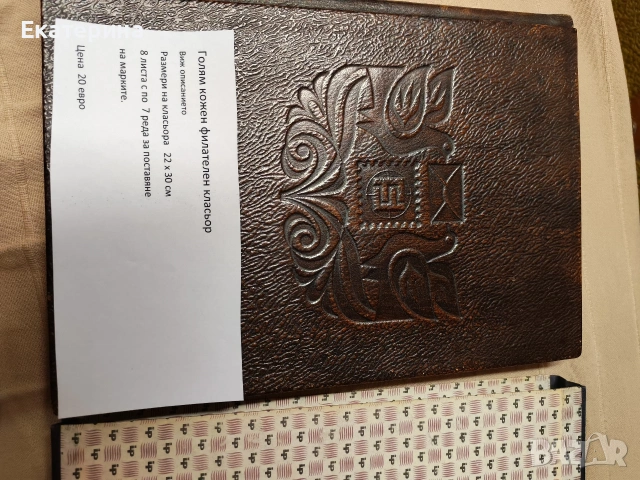 Екатерина
Голям кожен филателен класьор
Виж описанието
Размери на класьора 22 х 30 см
8 листа с по 7 реда за поставяне
на марките.
Цена 20 евро
BAZAR